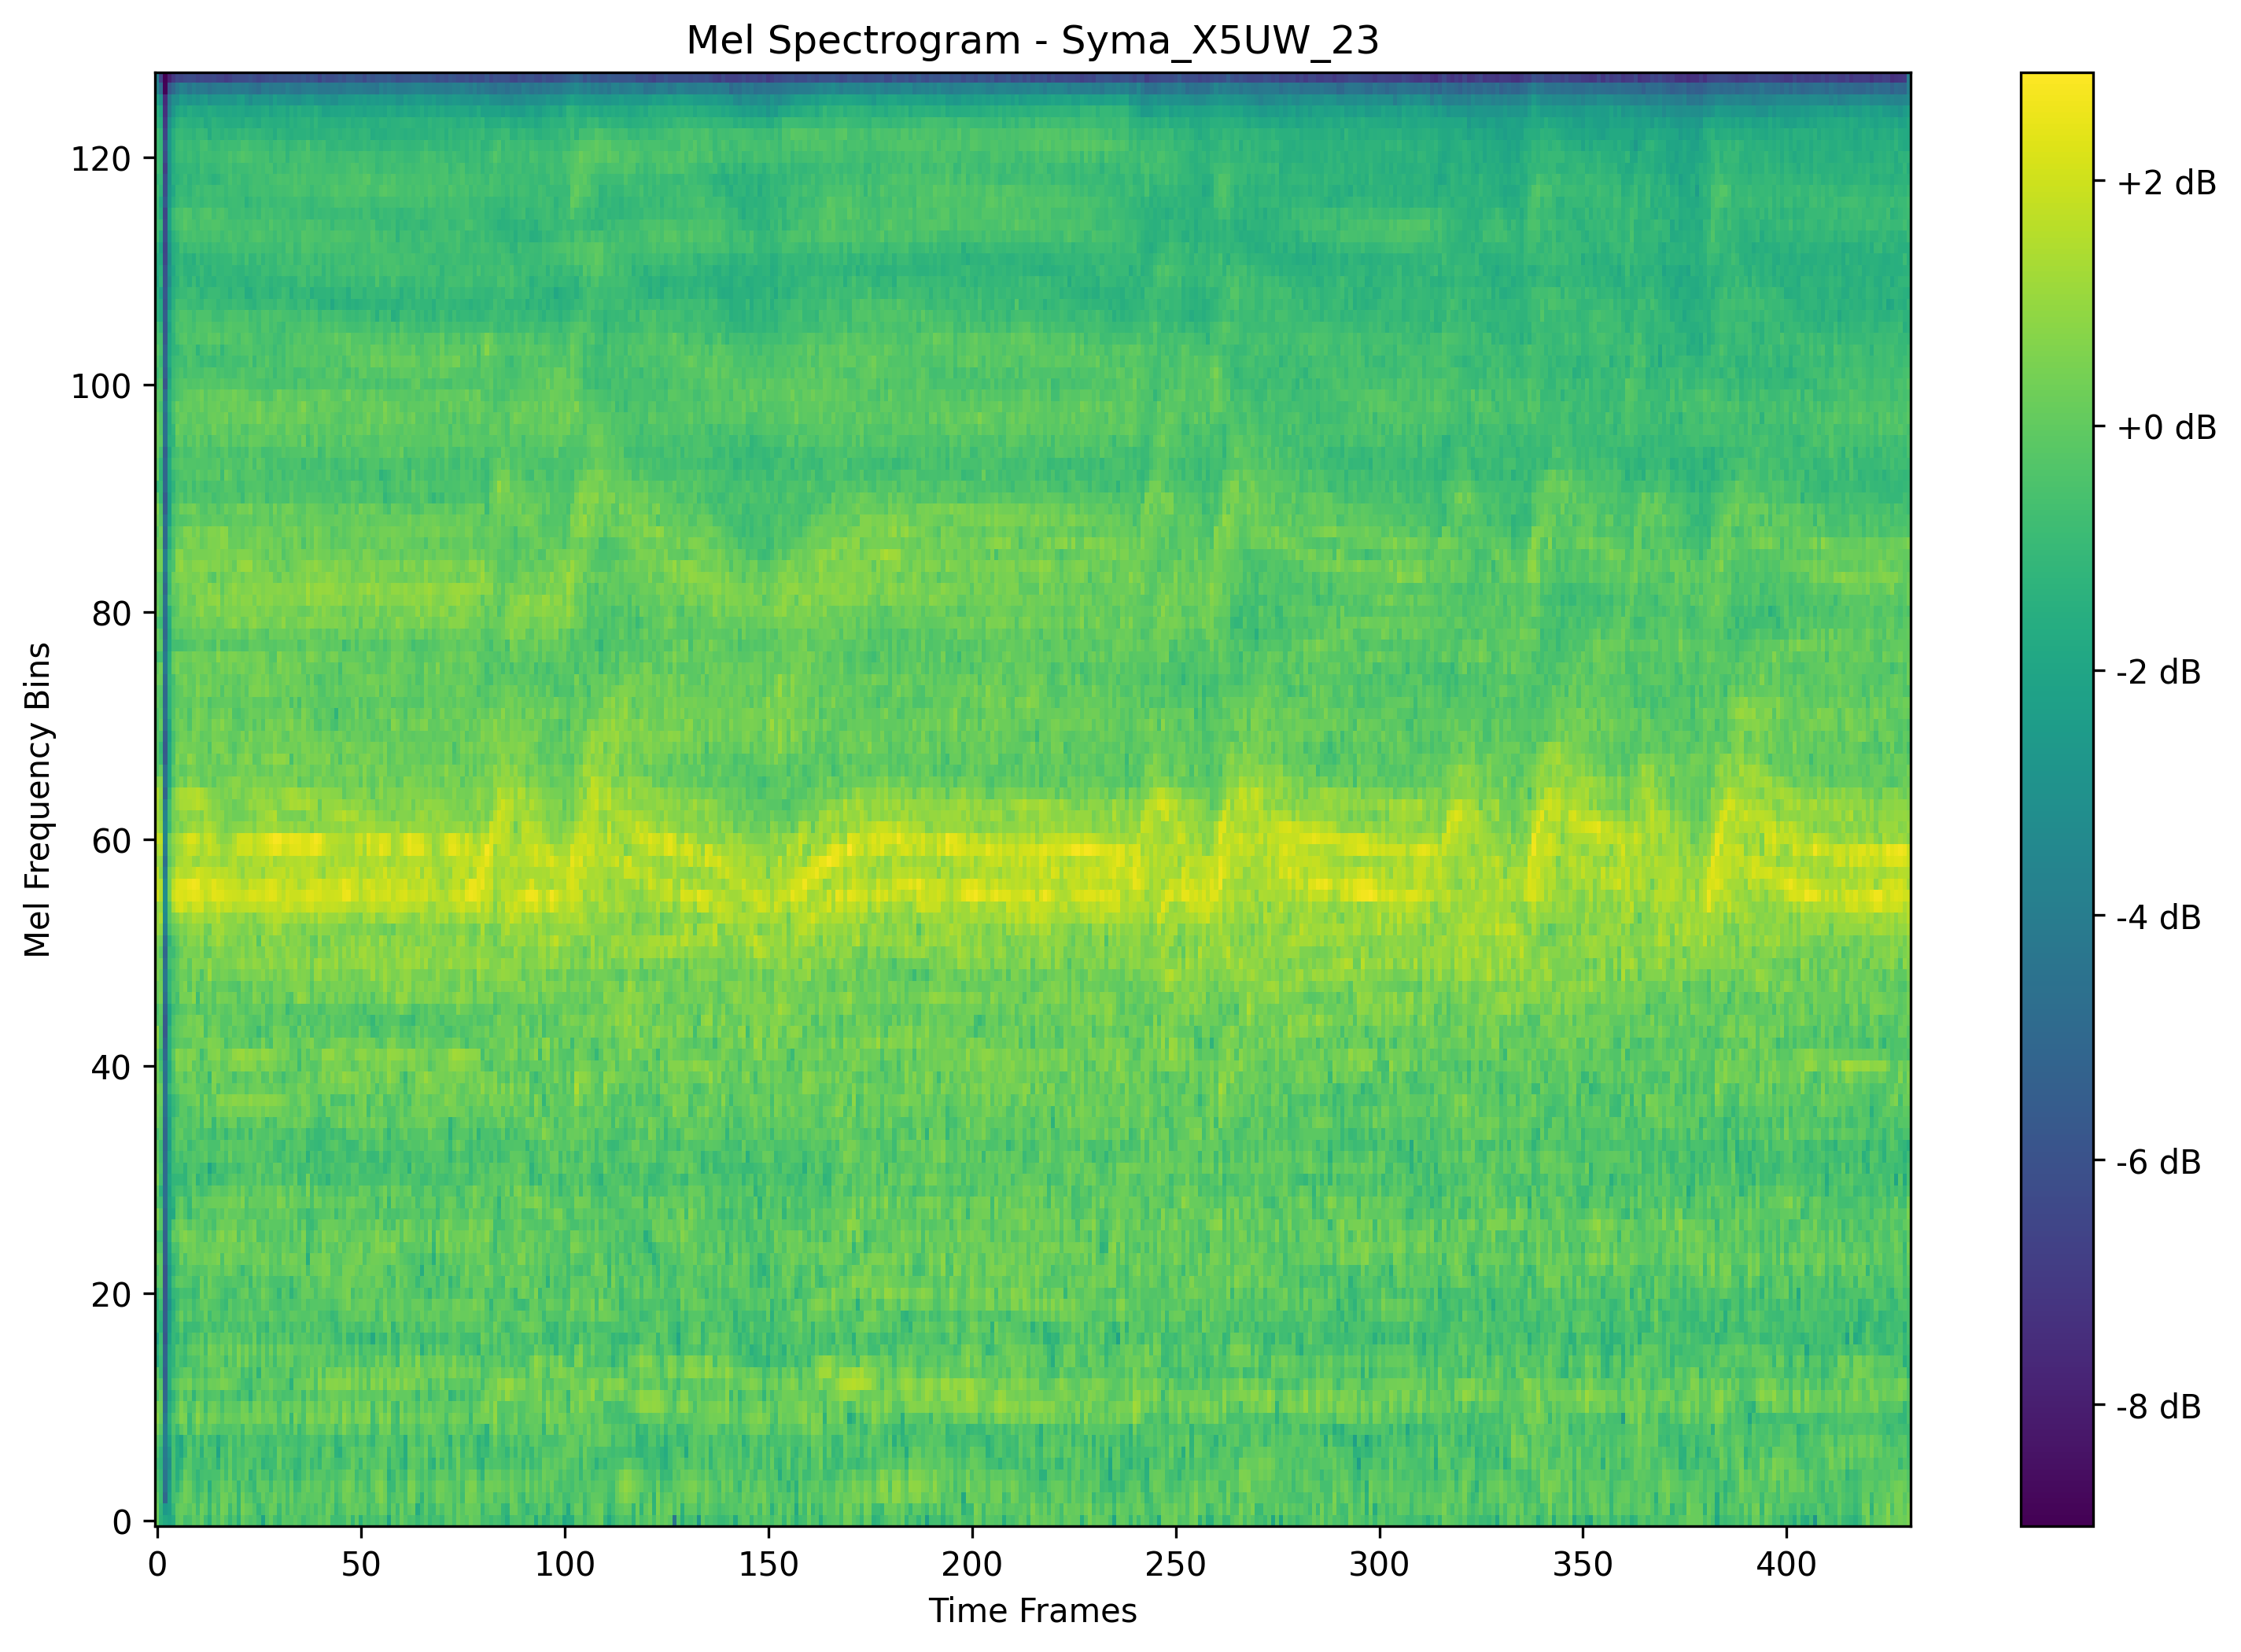 Mel Spectrogram - Syma_X5UW_23
Mel Frequency Bins
120
100
80
60
40
20
0
0 50 100 150 200 250 300 350 400
Time Frames
+2 dB
+0 dB
-2 dB
-4 dB
-6 dB
-8 dB